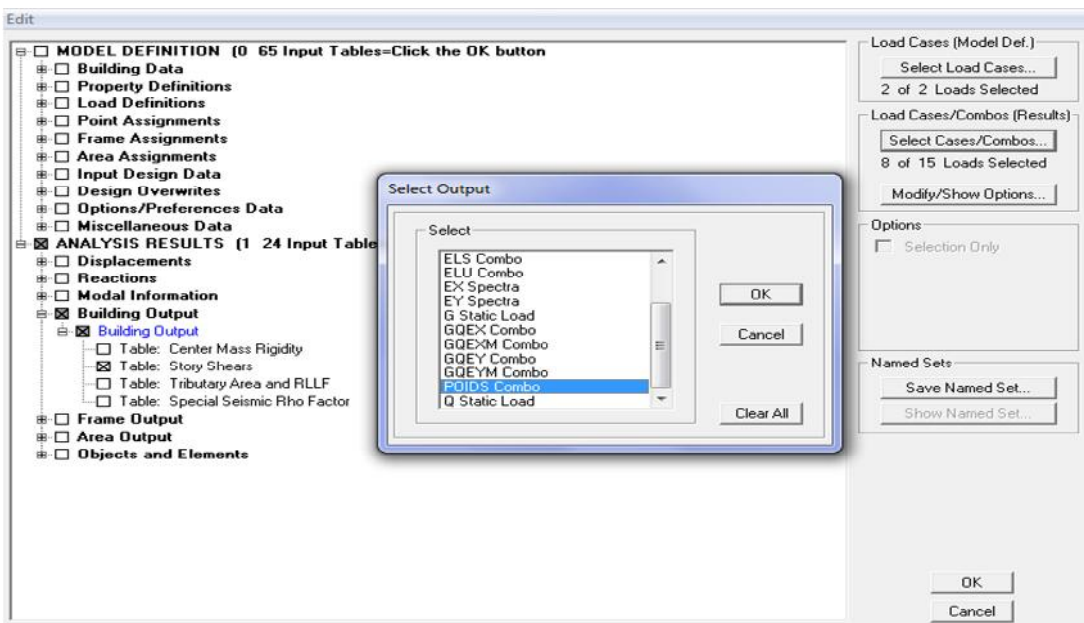 Edit
MODEL DEFINITION (0 65 Input Tables=Click the OK button
Building Data
Property Definitions
Load Definitions
Point Assignments
Frame Assignments
Area Assignments
Input Design Data
Design Overwrites
Options/Preferences Data
Miscellaneous Data
ANALYSIS RESULTS (1 24 Input Table
Displacements
Reactions
Modal Information
Building Output
Building Output
Table: Center Mass Rigidity
Table: Story Shears
Table: Tributary Area and RLLF
Table: Special Seismic Rho Factor
Frame Output
Area Output
Objects and Elements
Select Output
Select
ELS Combo
ELU Combo
EX Spectra
EY Spectra
G Static Load
GQEX Combo
GQEXM Combo
GQEY Combo
GQEYM Combo
POIDS Combo
Q Static Load
OK
Cancel
Clear All
Load Cases (Model Def.)
Select Load Cases...
2 of 2 Loads Selected
Load Cases/Combos (Results)
Select Cases/Combos...
8 of 15 Loads Selected
Modify/Show Options...
Options
Selection Only
Named Sets
Save Named Set...
Show Named Set...
OK
Cancel